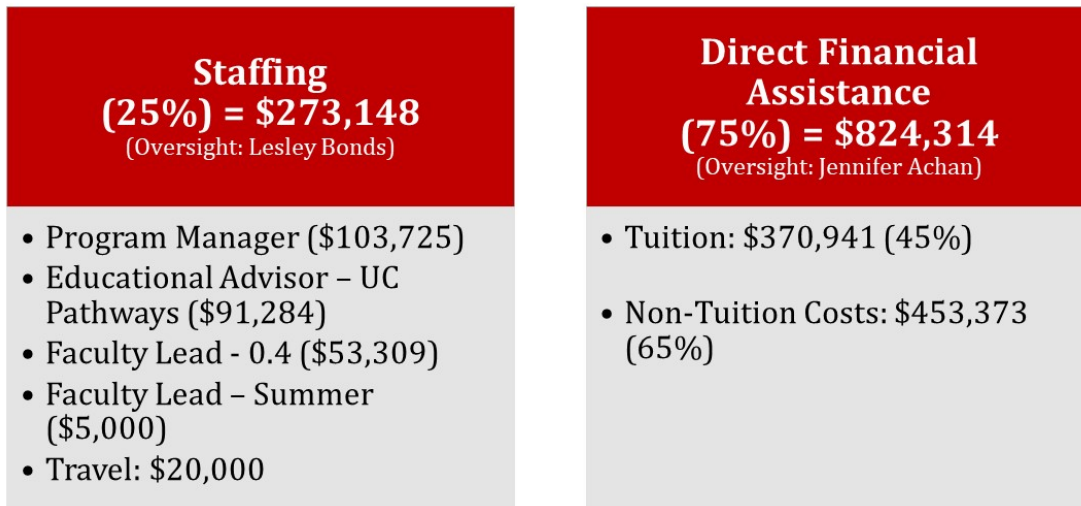 Staffing
(25%) = $273,148
(Oversight: Lesley Bonds)
• Program Manager ($103,725)
• Educational Advisor – UC
Pathways ($91,284)
• Faculty Lead - 0.4 ($53,309)
• Faculty Lead – Summer
($5,000)
• Travel: $20,000
Direct Financial
Assistance
(75%) = $824,314
(Oversight: Jennifer Achan)
• Tuition: $370,941 (45%)
• Non-Tuition Costs: $453,373
(65%)